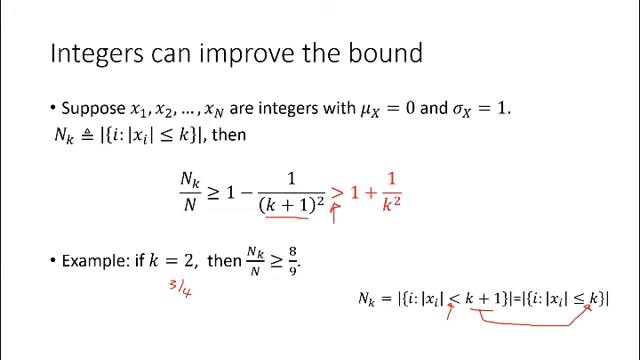 Integers can improve the bound
• Suppose x₁, x₂, …, x_N are integers with μ_X = 0 and σ_X = 1.
N_k ≜ |{i: |x_i| ≤ k}|, then
N_k/N ≥ 1 − 1/(k + 1)² > 1 + 1/k²
• Example: if k = 2, then N_k/N ≥ 8/9.
3/4
N_k = |{i: |x_i| < k + 1}|=|{i: |x_i| ≤ k}|